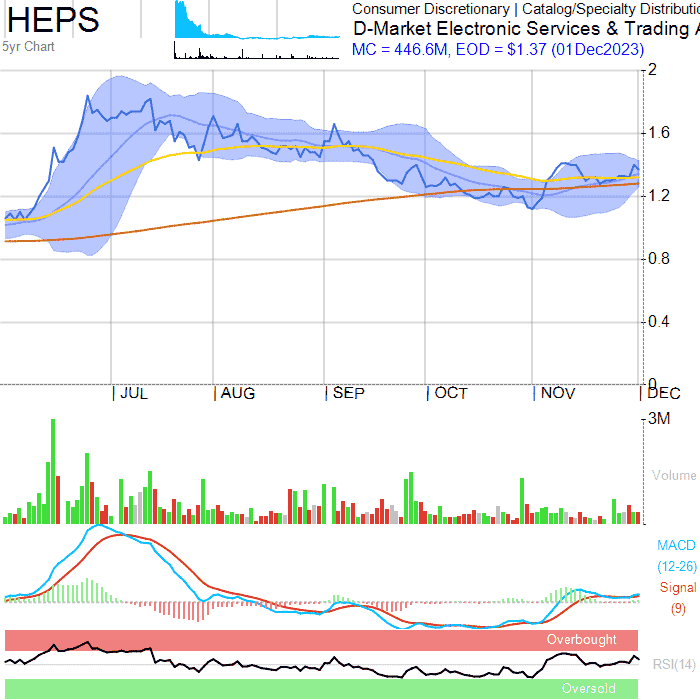 HEPS
5yr Chart
Consumer Discretionary | Catalog/Specialty Distributio
D-Market Electronic Services & Trading A
MC = 446.6M, EOD = $1.37 (01Dec2023)
2
1.6
1.2
0.8
0.4
0
JUL AUG SEP OCT NOV DEC
3M
Volume
MACD
(12-26)
Signal
(9)
Overbought
RSI(14)
Oversold